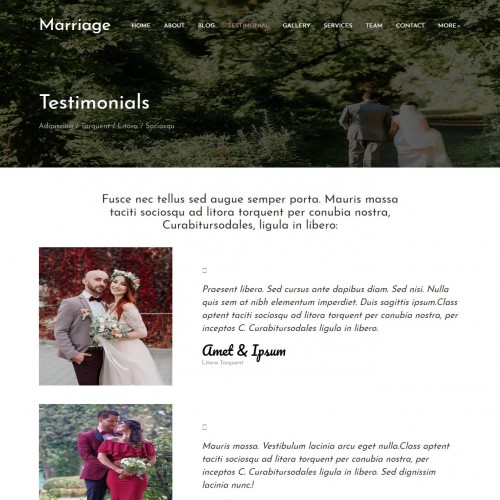 Marriage
HOME ABOUT BLOG TESTIMONIAL GALLERY SERVICES TEAM CONTACT MORE
Testimonials
Adipiscing / Torquent / Litora / Sociosqu
Fusce nec tellus sed augue semper porta. Mauris massa
taciti sociosqu ad litora torquent per conubia nostra,
Curabitursodales, ligula in libero:
Praesent libero. Sed cursus ante dapibus diam. Sed nisi. Nulla
quis sem at nibh elementum imperdiet. Duis sagittis ipsum.Class
aptent taciti sociosqu ad litora torquent per conubia nostra, per
inceptos C. Curabitursodales ligula in libero.
Amet & Ipsum
Litora Torquent
Mauris massa. Vestibulum lacinia arcu eget nulla.Class aptent
taciti sociosqu ad litora torquent per conubia nostra, per
inceptos C. Curabitursodales ligula in libero. Sed dignissim
lacinia nunc!